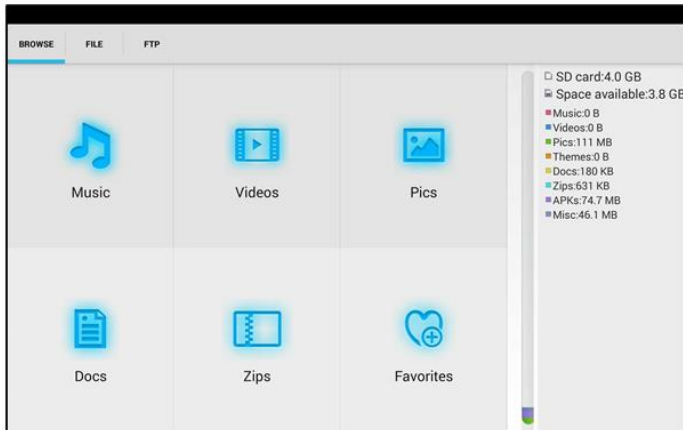 BROWSE FILE FTP
Music Videos Pics
Docs Zips Favorites
SD card:4.0 GB
Space available:3.8 GB
Music:0 B
Videos:0 B
Pics:111 MB
Themes:0 B
Docs:180 KB
Zips:631 KB
APKs:74.7 MB
Misc:46.1 MB